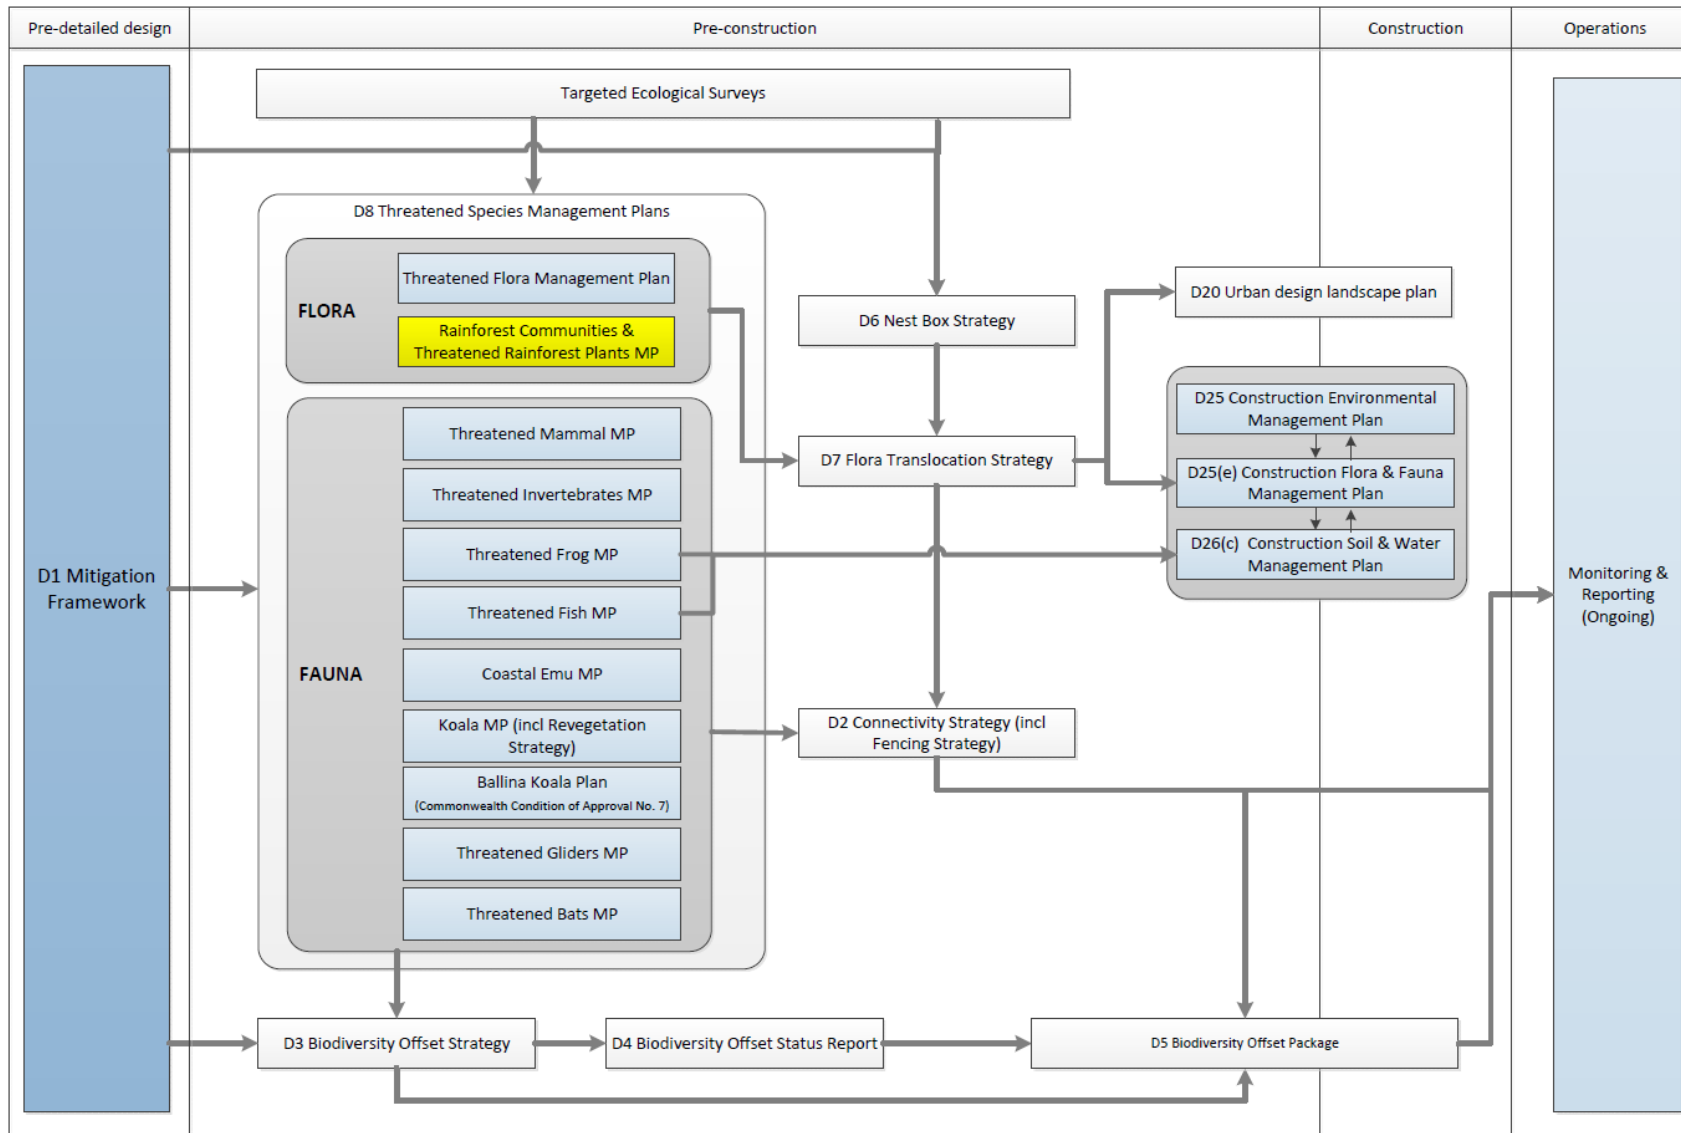 Pre-detailed design
Pre-construction
Construction
Operations
Targeted Ecological Surveys
D8 Threatened Species Management Plans
FLORA
Threatened Flora Management Plan
Rainforest Communities &
Threatened Rainforest Plants MP
FAUNA
Threatened Mammal MP
Threatened Invertebrates MP
Threatened Frog MP
Threatened Fish MP
Coastal Emu MP
Koala MP (incl Revegetation
Strategy)
Ballina Koala Plan
(Commonwealth Condition of Approval No. 7)
Threatened Gliders MP
Threatened Bats MP
D1 Mitigation
Framework
D6 Nest Box Strategy
D7 Flora Translocation Strategy
D2 Connectivity Strategy (incl
Fencing Strategy)
D20 Urban design landscape plan
D25 Construction Environmental
Management Plan
D25(e) Construction Flora & Fauna
Management Plan
D26(c) Construction Soil & Water
Management Plan
Monitoring &
Reporting
(Ongoing)
D3 Biodiversity Offset Strategy
D4 Biodiversity Offset Status Report
D5 Biodiversity Offset Package